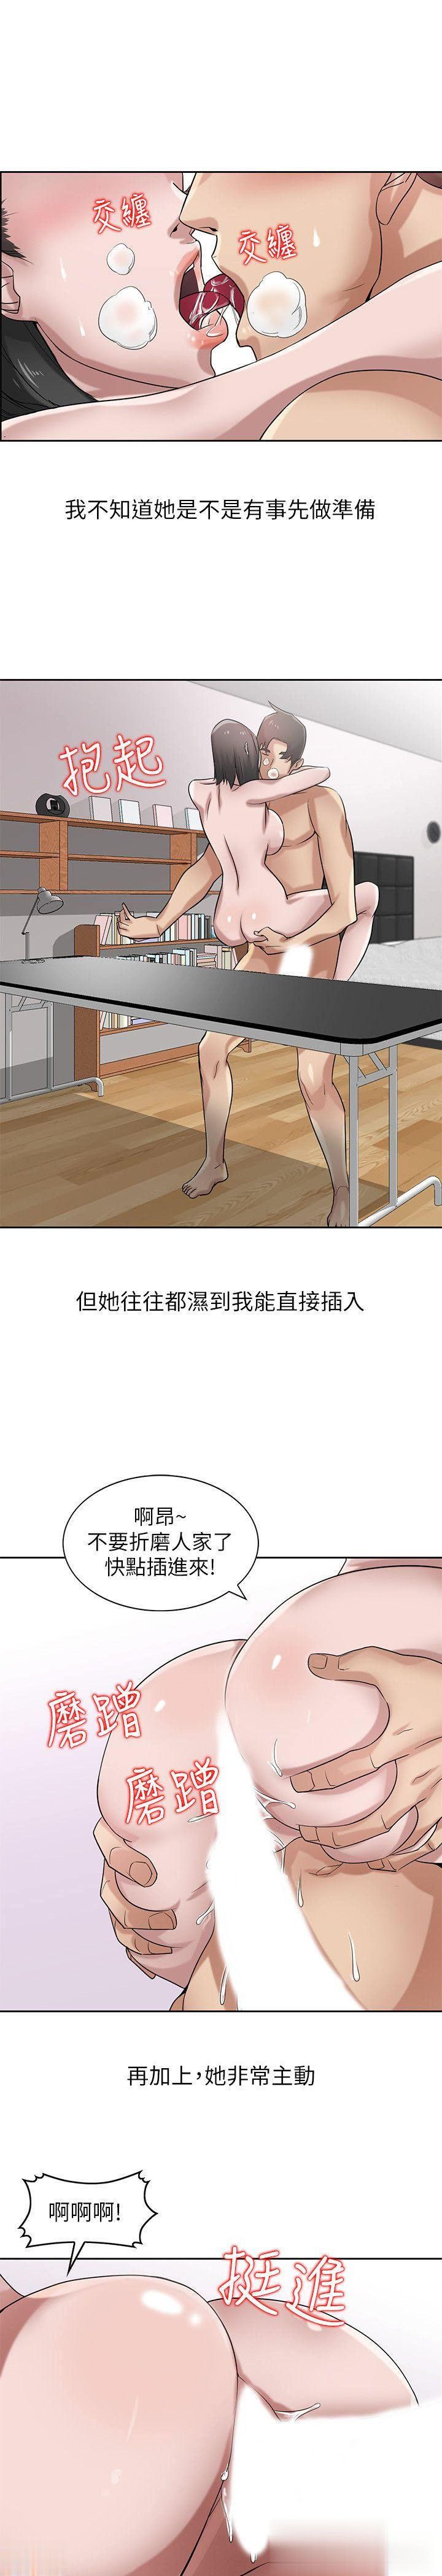 交纏
交纏
我不知道她是不是有事先做準備
抱起
但她往往都濕到我能直接插入
啊昂~
不要折磨人家了
快點插進來!
磨蹭
磨蹭
再加上,她非常主動
啊啊啊!
挺進